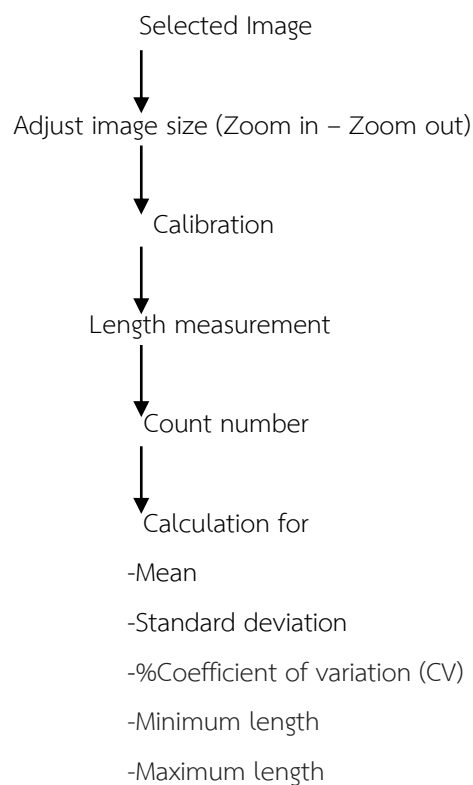 Selected Image
Adjust image size (Zoom in – Zoom out)
Calibration
Length measurement
Count number
Calculation for
-Mean
-Standard deviation
-%Coefficient of variation (CV)
-Minimum length
-Maximum length